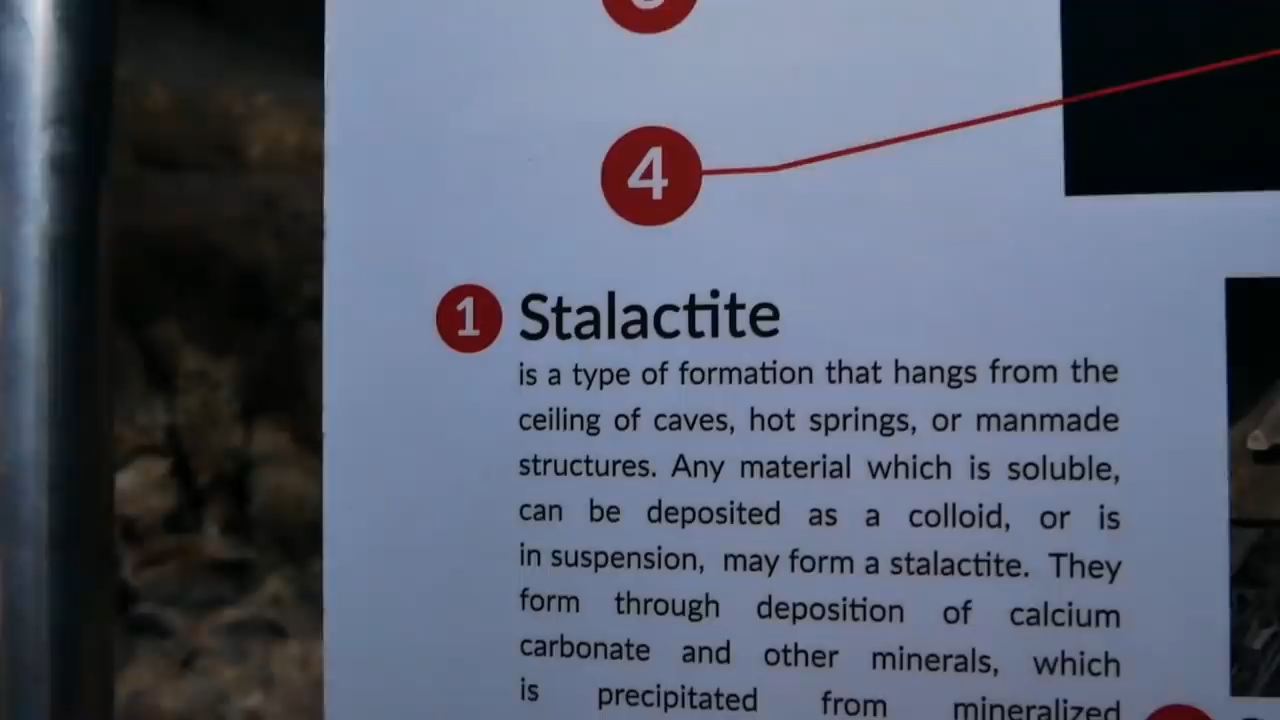 4
1 Stalactite
is a type of formation that hangs from the
ceiling of caves, hot springs, or manmade
structures. Any material which is soluble,
can be deposited as a colloid, or is
in suspension, may form a stalactite. They
form through deposition of calcium
carbonate and other minerals, which
is precipitated from mineralized